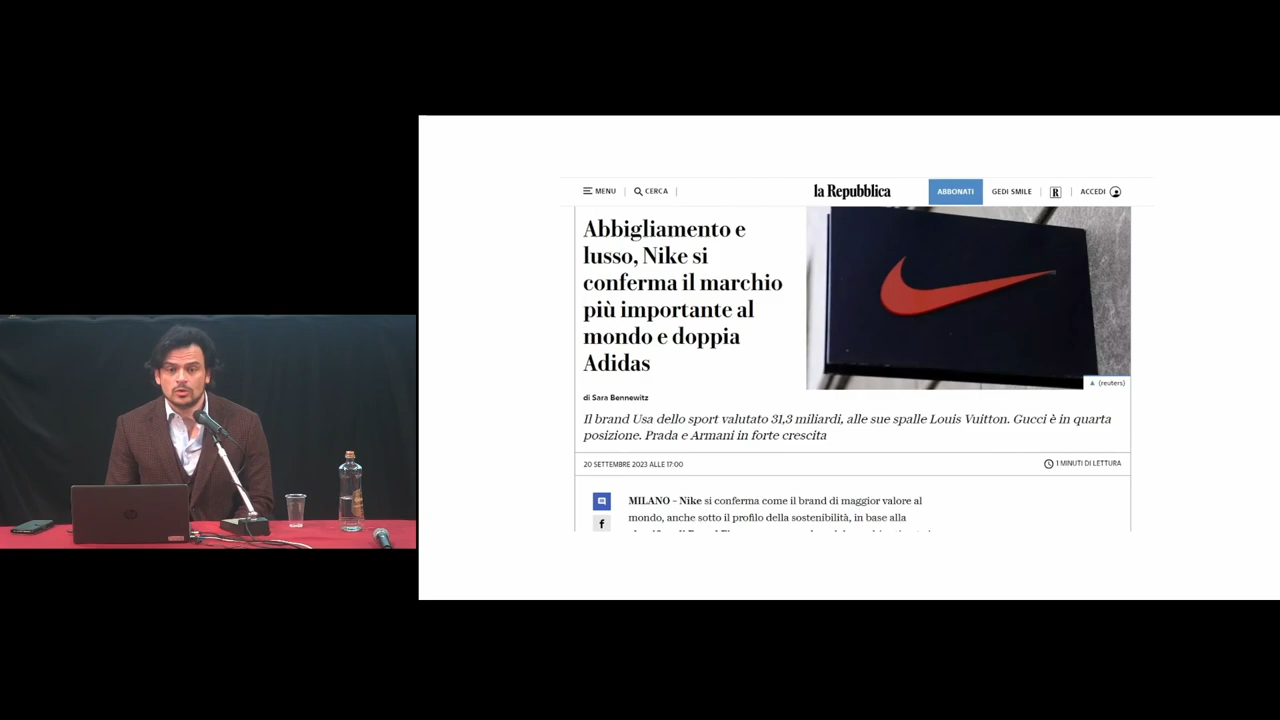 MENU
CERCA
la Repubblica
ABBONATI
GEDI SMILE
R
ACCEDI
Abbigliamento e
lusso, Nike si
conferma il marchio
più importante al
mondo e doppia
Adidas
(reuters)
di Sara Bennewitz
Il brand Usa dello sport valutato 31,3 miliardi, alle sue spalle Louis Vuitton. Gucci è in quarta
posizione. Prada e Armani in forte crescita
20 SETTEMBRE 2023 ALLE 17:00
1 MINUTI DI LETTURA
MILANO – Nike si conferma come il brand di maggior valore al
mondo, anche sotto il profilo della sostenibilità, in base alla